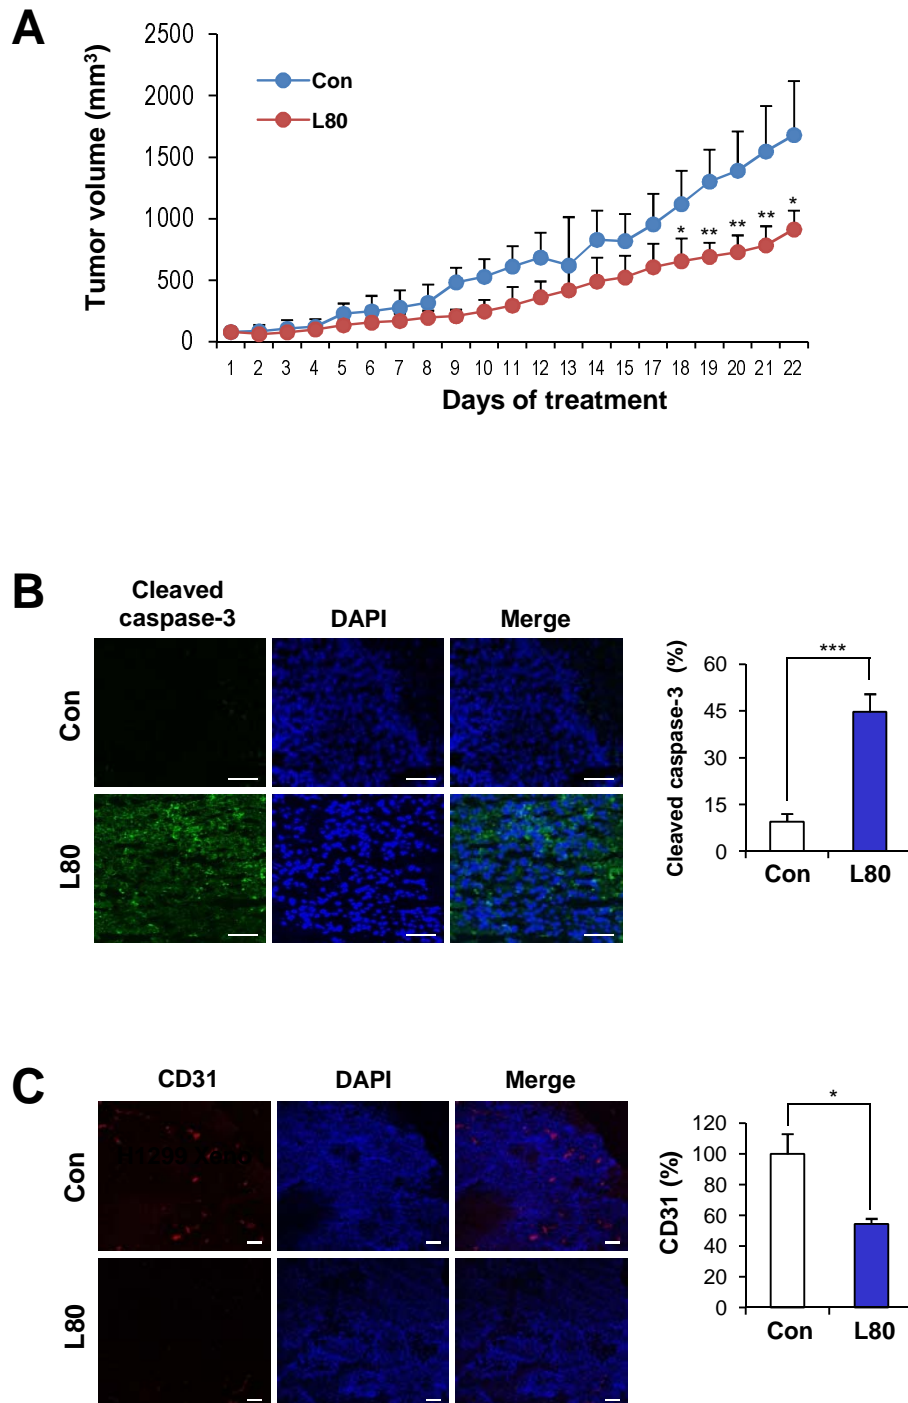 A
Tumor volume (mm³)
2500
2000
1500
1000
500
0
Con
L80
* ** ** ** *
1 2 3 4 5 6 7 8 9 10 11 12 13 14 15 17 18 19 20 21 22
Days of treatment
B
Cleaved
caspase-3
DAPI
Merge
Con
L80
Cleaved caspase-3 (%)
60
45
30
15
0
***
Con L80
C
CD31
DAPI
Merge
Con
L80
CD31 (%)
120
100
80
60
40
20
0
*
Con L80